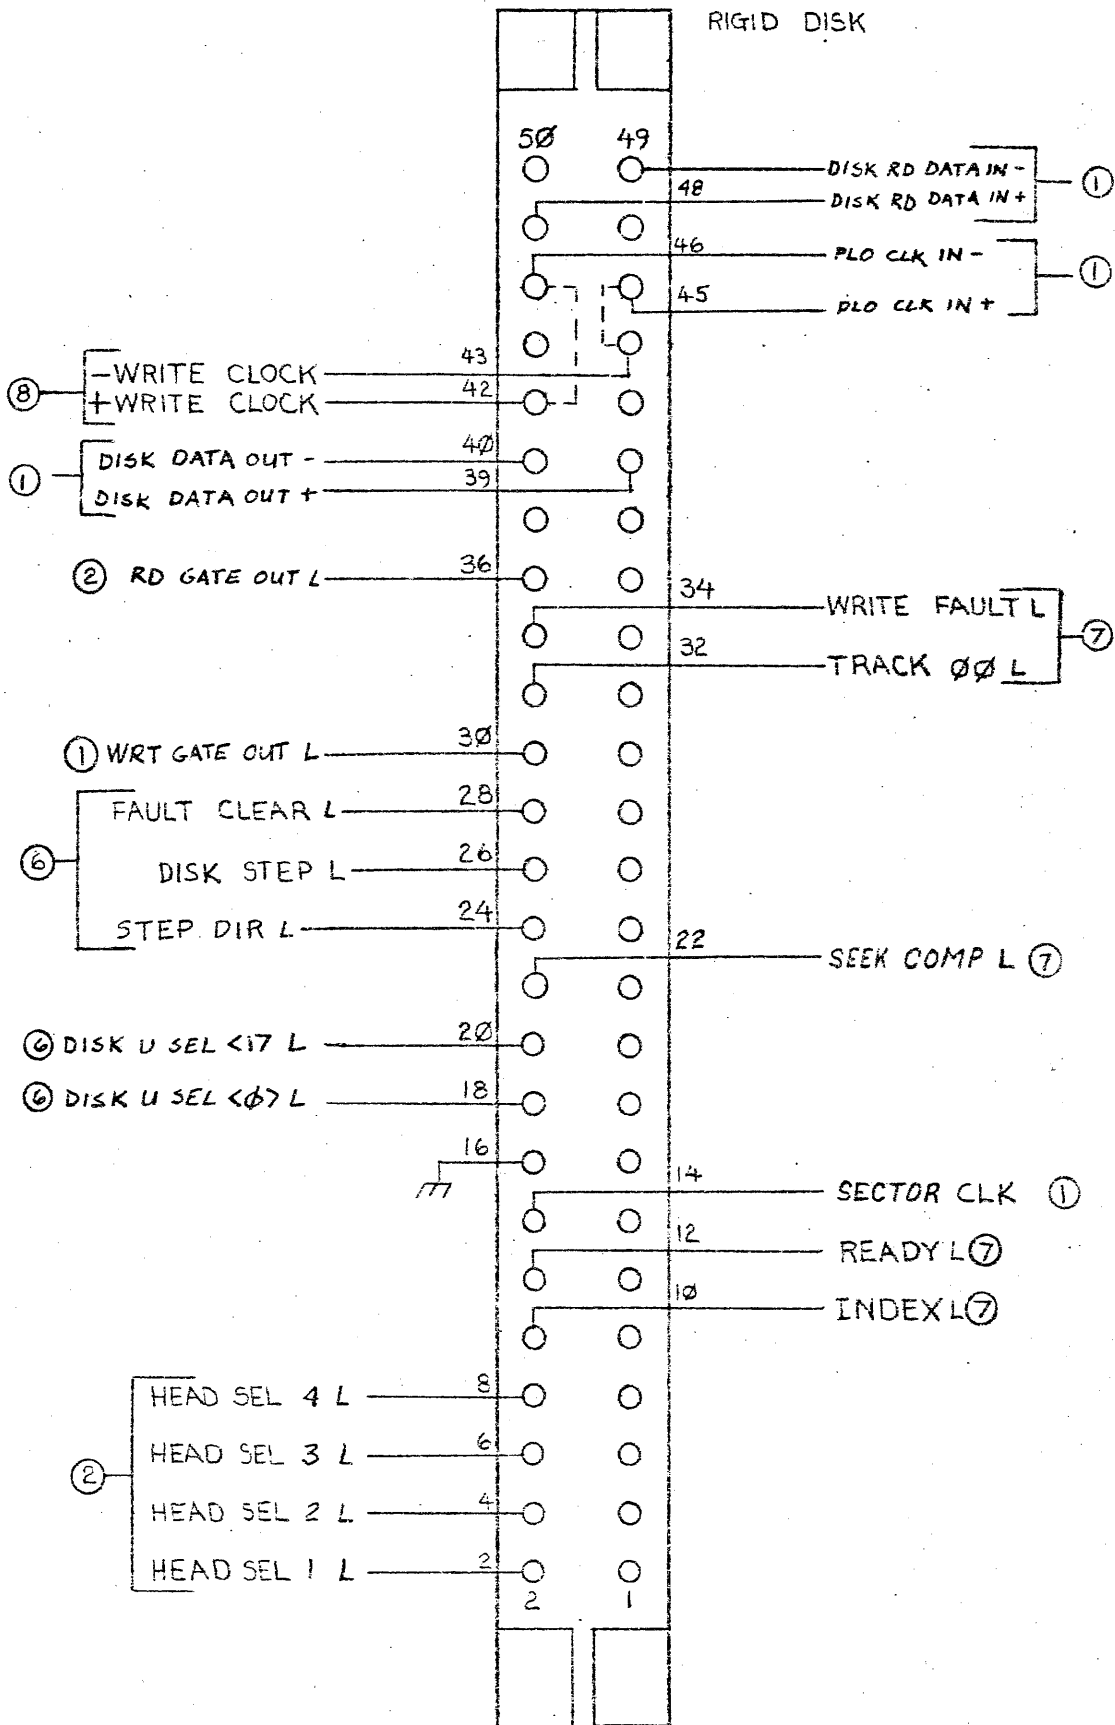 RIGID DISK
50 49
DISK RD DATA IN -
①
48
DISK RD DATA IN +
46
PLO CLK IN -
①
45
PLO CLK IN +
43
⑧
-WRITE CLOCK
42
+WRITE CLOCK
40
①
DISK DATA OUT -
39
DISK DATA OUT +
② RD GATE OUT L 36
34 WRITE FAULT L
⑦
32 TRACK ØØ L
① WRT GATE OUT L 3Ø
FAULT CLEAR L 28
⑥
DISK STEP L 26
STEP DIR L 24
22 SEEK COMP L ⑦
⑥ DISK U SEL <17 L 2Ø
⑥ DISK U SEL <Ø> L 18
16
14 SECTOR CLK ①
12 READY L ⑦
1Ø INDEX L ⑦
HEAD SEL 4 L 8
HEAD SEL 3 L 6
②
HEAD SEL 2 L 4
HEAD SEL 1 L 2
2 1